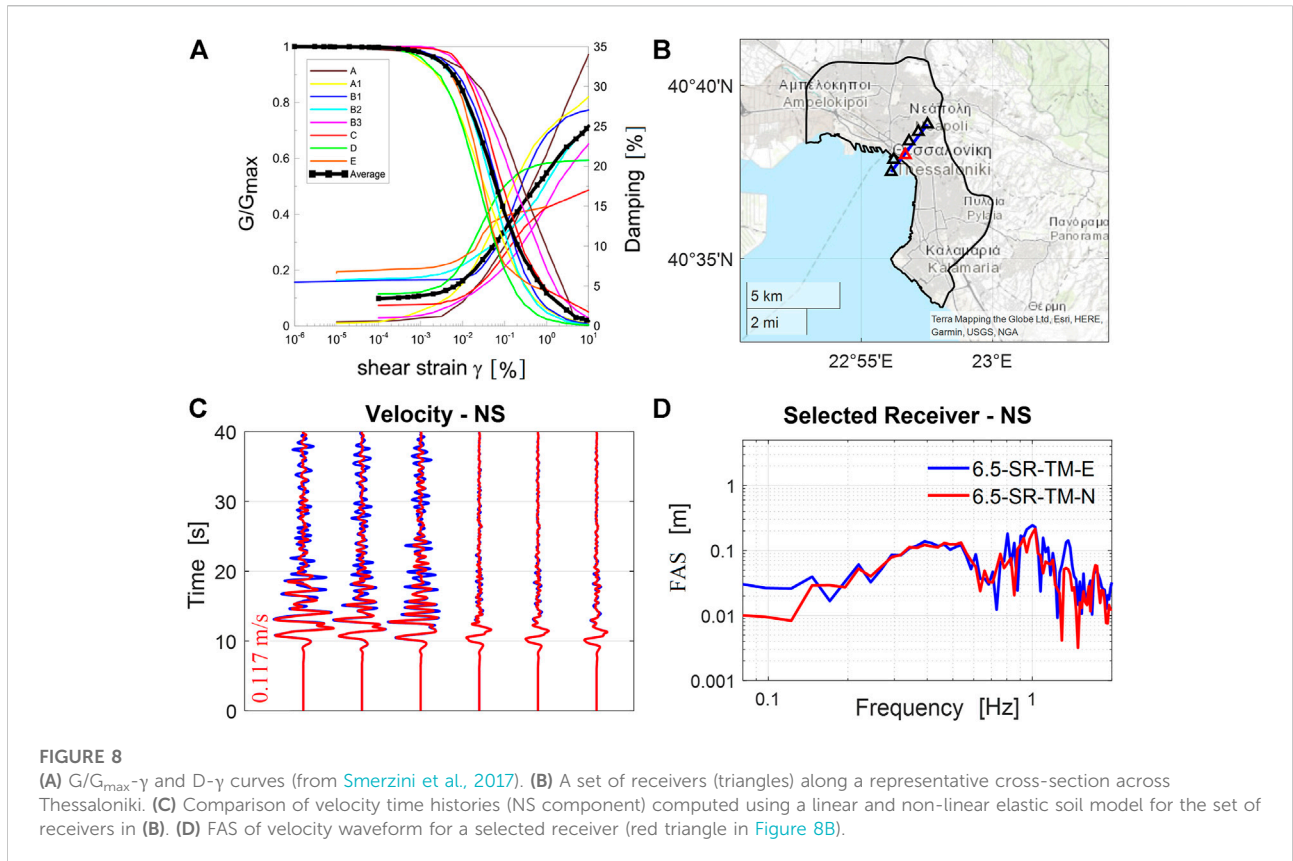 A
G/Gmax
1
0.8
0.6
0.4
0.2
0
A
A1
B1
B2
B3
C
D
E
Average
35
30
25
20
15
10
5
0
Damping [%]
10-6
10-5
10-4
10-3
10-2
10-1
100
101
shear strain γ [%]
B
40°40'N
40°35'N
Αμπελόκηποι
Ampelokipoi
Νεάπολη
apoli
Θεσσαλονίκη
Thessaloniki
Πυλαία
Pylaia
Πανόραμα
Panorama
Καλαμαριά
Kalamaria
Θέρμη
5 km
2 mi
Terra Mapping the Globe Ltd, Esri, HERE,
Garmin, USGS, NGA
22°55'E
23°E
C
Velocity - NS
Time [s]
40
30
20
10
0
0.117 m/s
D
Selected Receiver - NS
6.5-SR-TM-E
6.5-SR-TM-N
FAS [m]
1
0.1
0.01
0.001
0.1
Frequency [Hz]
1
FIGURE 8
(A) G/Gmax-γ and D-γ curves (from Smerzini et al., 2017). (B) A set of receivers (triangles) along a representative cross-section across
Thessaloniki. (C) Comparison of velocity time histories (NS component) computed using a linear and non-linear elastic soil model for the set of
receivers in (B). (D) FAS of velocity waveform for a selected receiver (red triangle in Figure 8B).